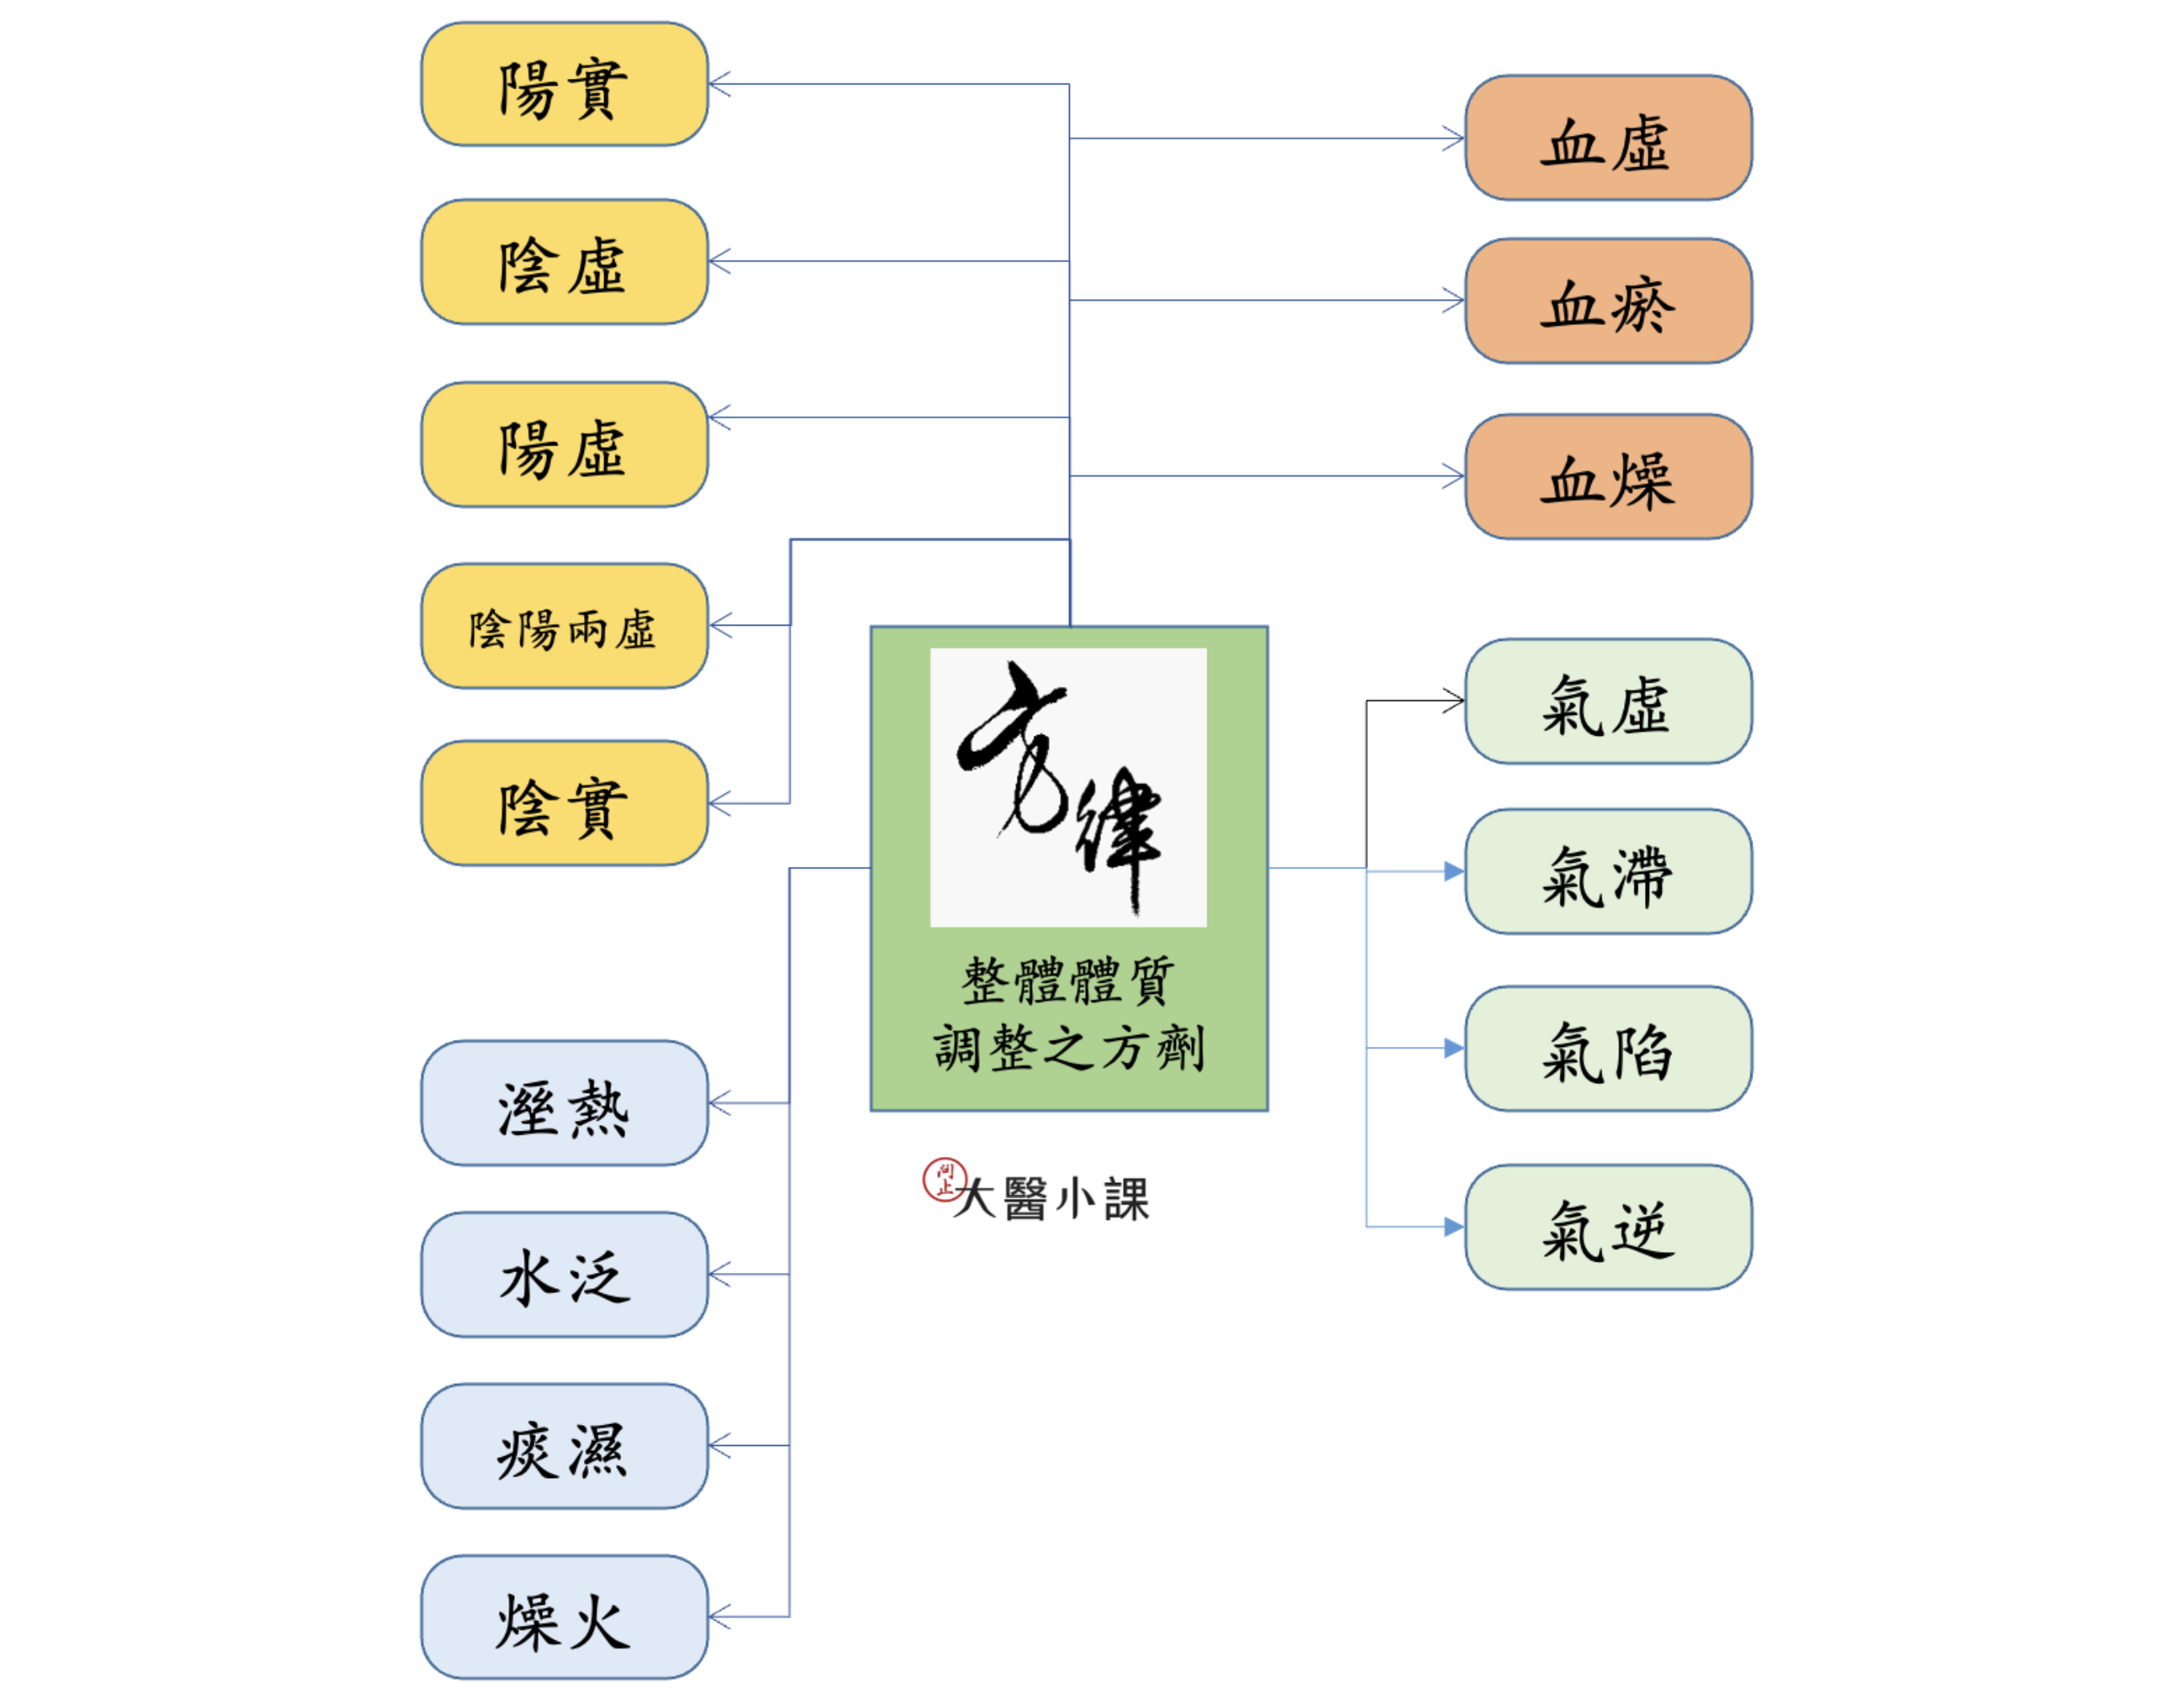 陽實
陰虛
陽虛
陰陽兩虛
陰實
溼熱
水泛
痰濕
燥火
方律
整體體質
調整之方劑
問止
大醫小課
血虛
血瘀
血燥
氣虛
氣滯
氣陷
氣逆